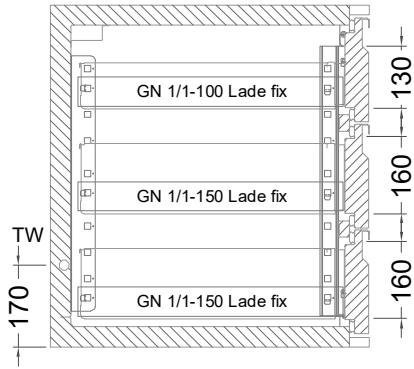 GN 1/1-100 Lade fix
130
160
GN 1/1-150 Lade fix
TW
170
160
GN 1/1-150 Lade fix